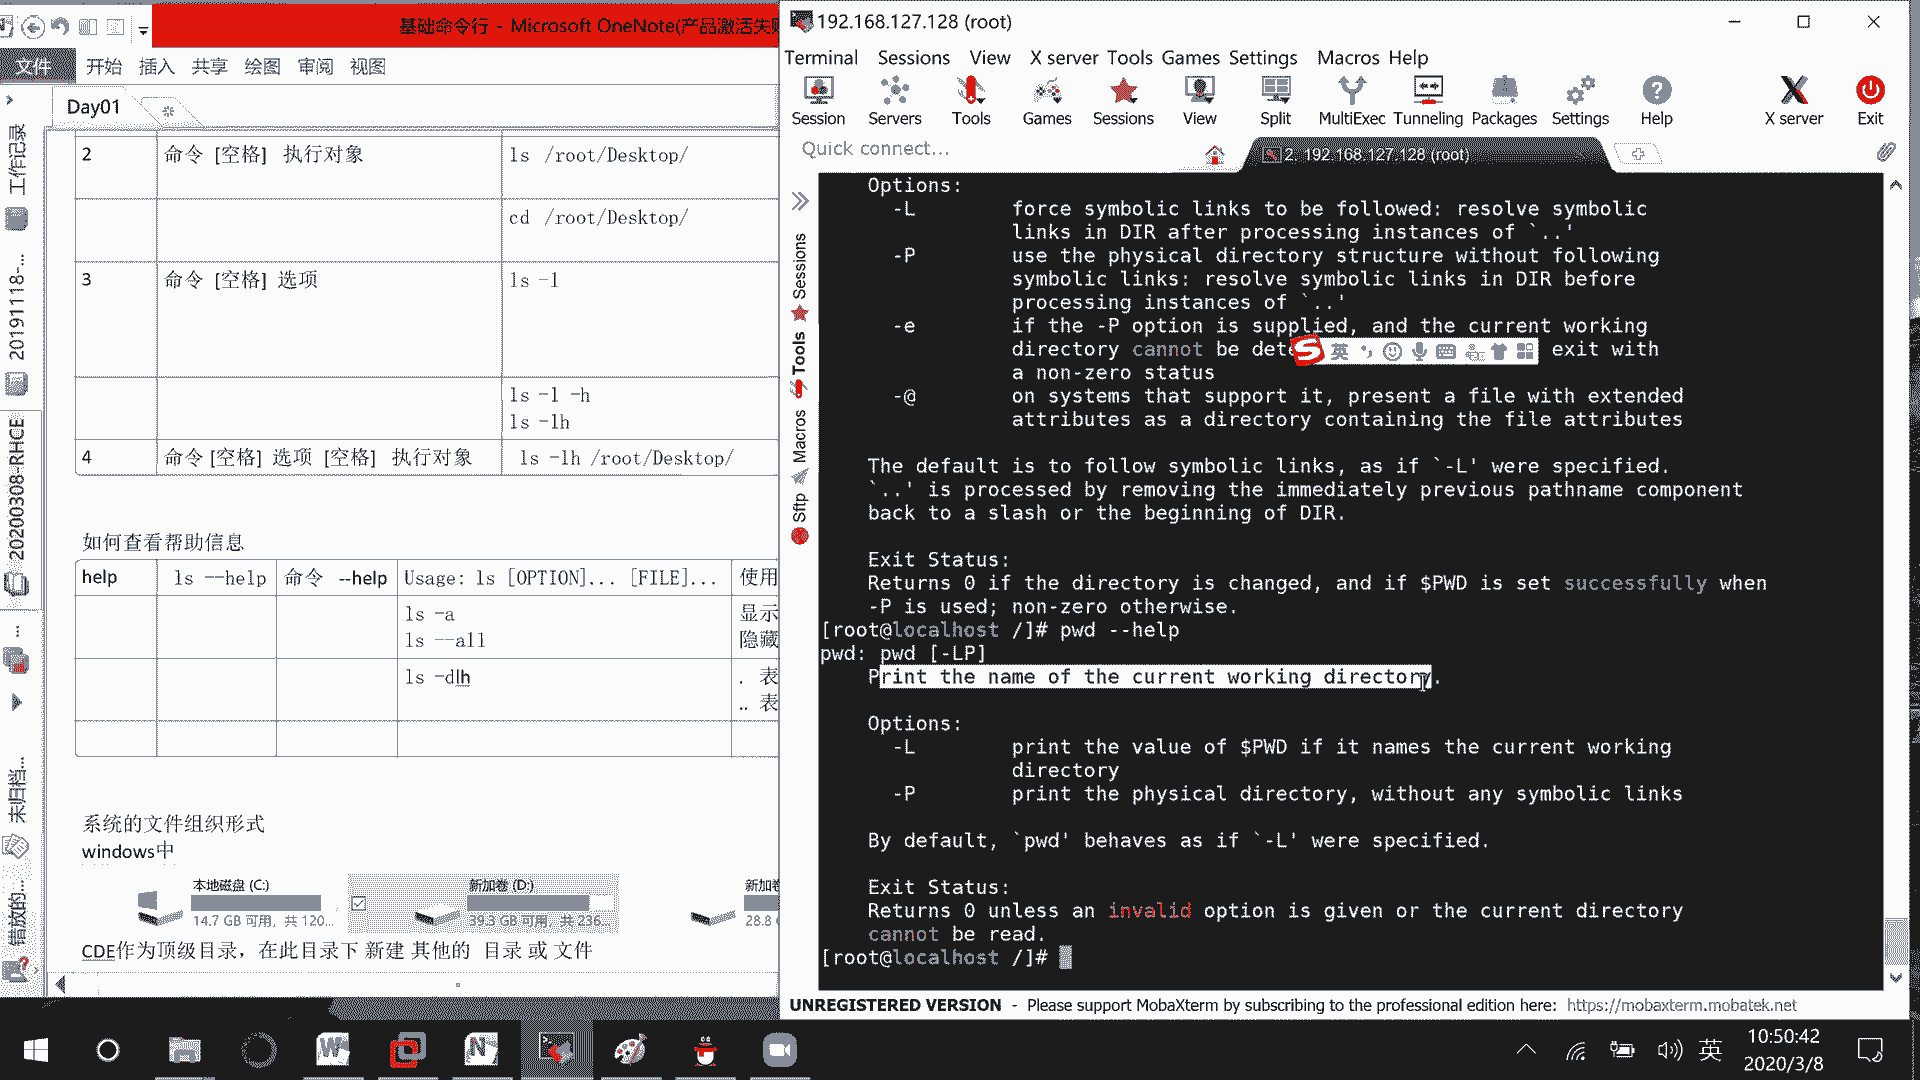 基础命令行 - Microsoft OneNote(产品激活失败
文件 开始 插入 共享 绘图 审阅 视图
Day01
工作记录
20191118-...
20200308-RHCE
...
未归档...
错放的...
2 命令 [空格] 执行对象 ls /root/Desktop/
cd /root/Desktop/
3 命令 [空格] 选项 ls -l
ls -l -h
ls -lh
4 命令 [空格] 选项 [空格] 执行对象 ls -lh /root/Desktop/
如何查看帮助信息
help ls --help 命令 --help Usage: ls [OPTION]... [FILE]... 使用
ls -a 显示
ls --all 隐藏
ls -dlh . 表
.. 表
系统的文件组织形式
windows中
本地磁盘 (C:) 新加卷 (D:) 新加卷
14.7 GB 可用, 共 120... 39.3 GB 可用, 共 236... 28.8
CDE作为顶级目录，在此目录下 新建 其他的 目录 或 文件
192.168.127.128 (root)
Terminal Sessions View X server Tools Games Settings Macros Help
Session Servers Tools Games Sessions View Split MultiExec Tunneling Packages Settings Help X server Exit
Quick connect...
2. 192.168.127.128 (root)
Sessions
Tools
Macros
Sftp
Options:
-L force symbolic links to be followed: resolve symbolic
links in DIR after processing instances of `..'
-P use the physical directory structure without following
symbolic links: resolve symbolic links in DIR before
processing instances of `..'
-e if the -P option is supplied, and the current working
directory cannot be dete exit with
英
a non-zero status
-@ on systems that support it, present a file with extended
attributes as a directory containing the file attributes
The default is to follow symbolic links, as if `-L' were specified.
`..' is processed by removing the immediately previous pathname component
back to a slash or the beginning of DIR.
Exit Status:
Returns 0 if the directory is changed, and if $PWD is set successfully when
-P is used; non-zero otherwise.
[root@localhost /]# pwd --help
pwd: pwd [-LP]
Print the name of the current working directory.
Options:
-L print the value of $PWD if it names the current working
directory
-P print the physical directory, without any symbolic links
By default, `pwd' behaves as if `-L' were specified.
Exit Status:
Returns 0 unless an invalid option is given or the current directory
cannot be read.
[root@localhost /]#
UNREGISTERED VERSION - Please support MobaXterm by subscribing to the professional edition here: https://mobaxterm.mobatek.net
英
10:50:42
2020/3/8